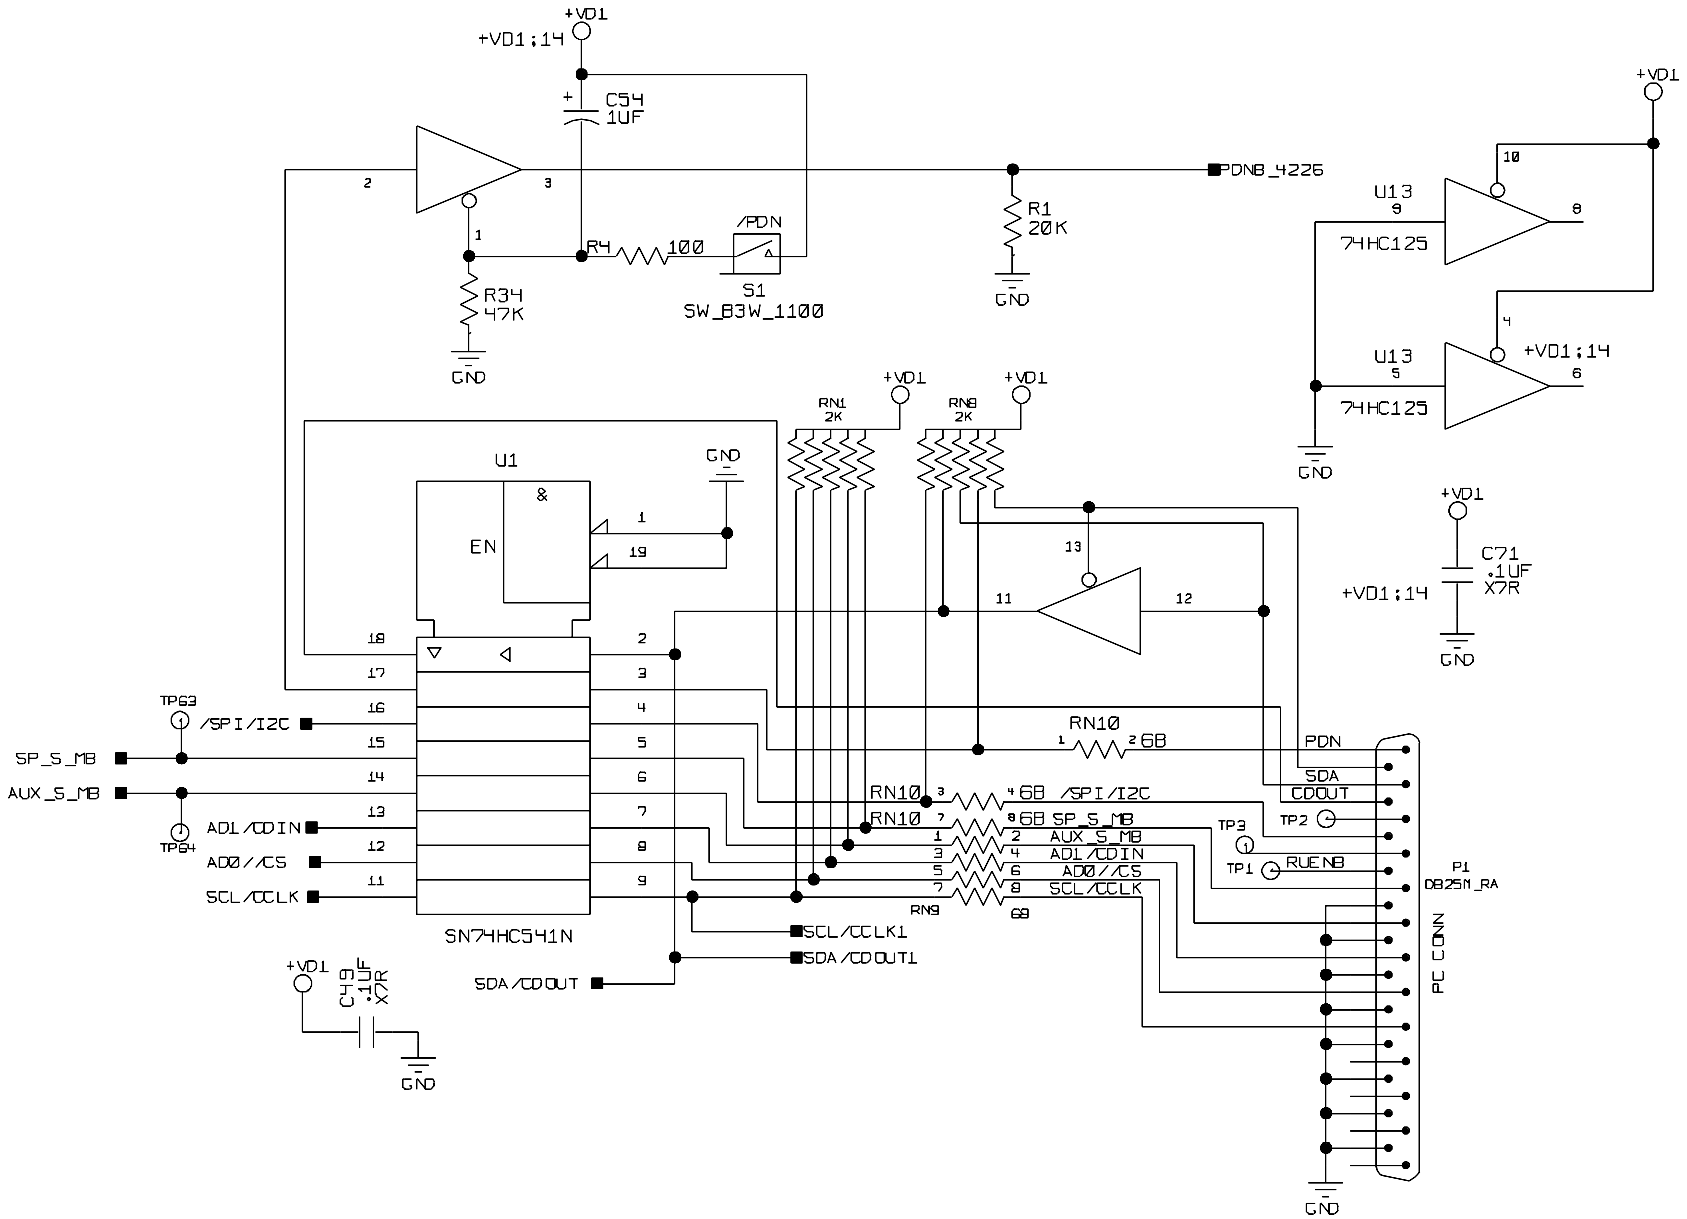 +VD1
+VD1;14
C54
+
1UF
2
3
1
/PDN
R4
100
S1
SW_B3W_1100
R34
47K
GND
PDNB_4226
R1
20K
GND
+VD1
10
U13
9
8
74HC125
4
U13
+VD1;14
5
6
74HC125
GND
+VD1
+VD1
RN1
2K
RN8
2K
U1
GND
&
1
EN
19
13
11
12
+VD1
C71
.1UF
X7R
+VD1;14
GND
18
2
17
3
16
4
15
5
14
6
13
7
12
8
11
9
SN74HC541N
TP63
/SPI/I2C
SP_S_MB
AUX_S_MB
TP64
AD1/CDIN
AD0//CS
SCL/CCLK
RN10
1
2 68
PDN
SDA
CDOUT
RN10
3
4 68
/SPI/I2C
RN10
7
8 68
SP_S_MB
1
2
AUX_S_MB
3
4
AD1/CDIN
5
6
AD0//CS
7
8
SCL/CCLK
RN9
68
TP2
TP3
TP1
RUENB
P1
DB25M_RA
PC CONN
SCL/CCLK1
SDA/CDOUT1
SDA/CDOUT
+VD1
C49
.1UF
X7R
GND
GND